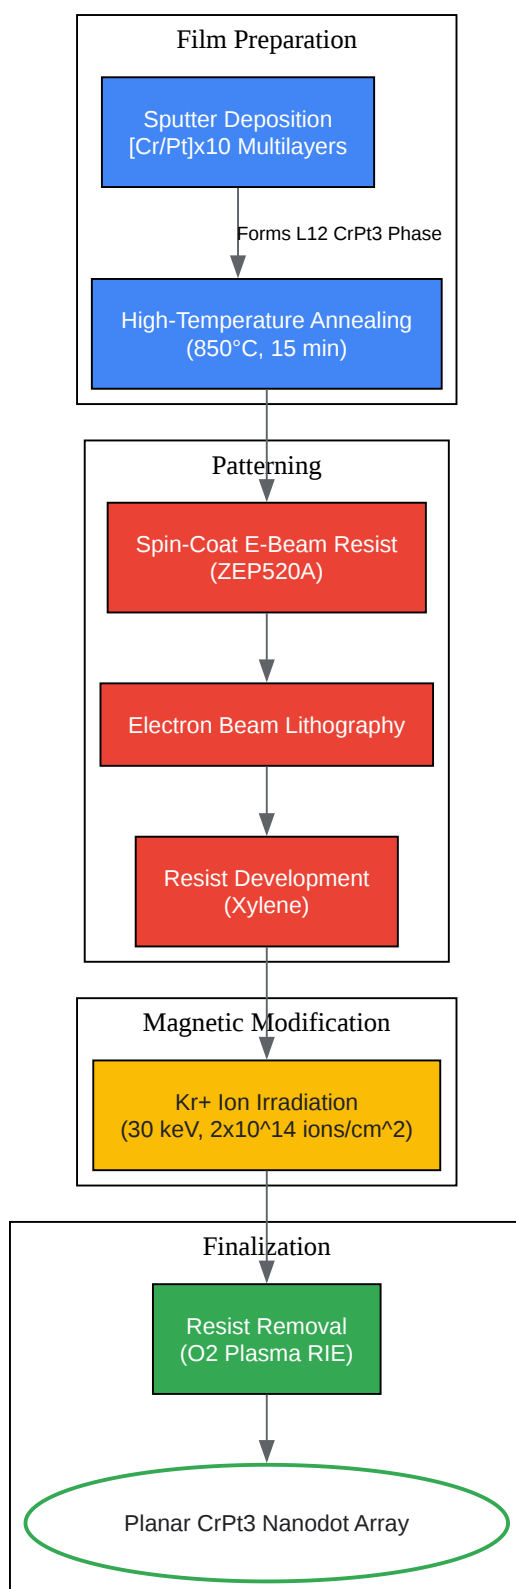 Film Preparation
Sputter Deposition
[Cr/Pt]x10 Multilayers
Forms L12 CrPt3 Phase
High-Temperature Annealing
(850°C, 15 min)
Patterning
Spin-Coat E-Beam Resist
(ZEP520A)
Electron Beam Lithography
Resist Development
(Xylene)
Magnetic Modification
Kr+ Ion Irradiation
(30 keV, 2x10^14 ions/cm^2)
Finalization
Resist Removal
(O2 Plasma RIE)
Planar CrPt3 Nanodot Array